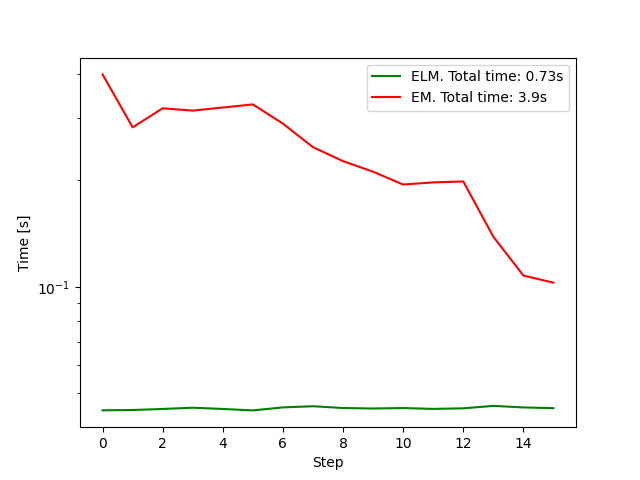 ELM. Total time: 0.73s
EM. Total time: 3.9s
Time [s]
10⁻¹
0 2 4 6 8 10 12 14
Step